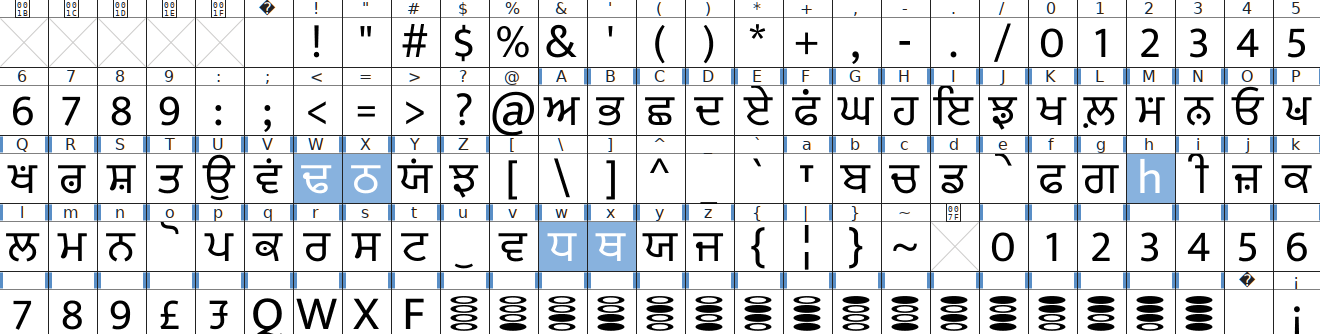 001B 001C 001D 001E 001F � ! " # $ % & ' ( ) * + , - . / 0 1 2 3 4 5
! " # $ % & ' ( ) * + , - . / 0 1 2 3 4 5
6 7 8 9 : ; < = > ? @ A B C D E F G H I J K L M N O P
6 7 8 9 : ; < = > ? @ ਅ ਭ ਛ ਦ ਏ ਘ ਹ ਇ ਝ ਖ ਲ਼ ਨ ਓ
Q R S T U V W X Y Z [ \ ] ^ _ ` a b c d e f g h i j k
ਖ਼ ਸ਼ ਤ ਉ ਵਂ ਢ ਠ ਯਂ ਝ [ \ ] ^ _ ` ਬ ਚ ਡ ਫ ਗ h ੀ ਜ਼ ਕ
l m n o p q r s t u v w x y z { | } ~ 007F
ਲ ਮ ਨ ਪ ਰ ਸ ਟ ਵ ਧ ਥ ਯ ਜ { ¦ } ~ 0 1 2 3 4 5 6
� ¡
7 8 9 £ Q W X F ¡